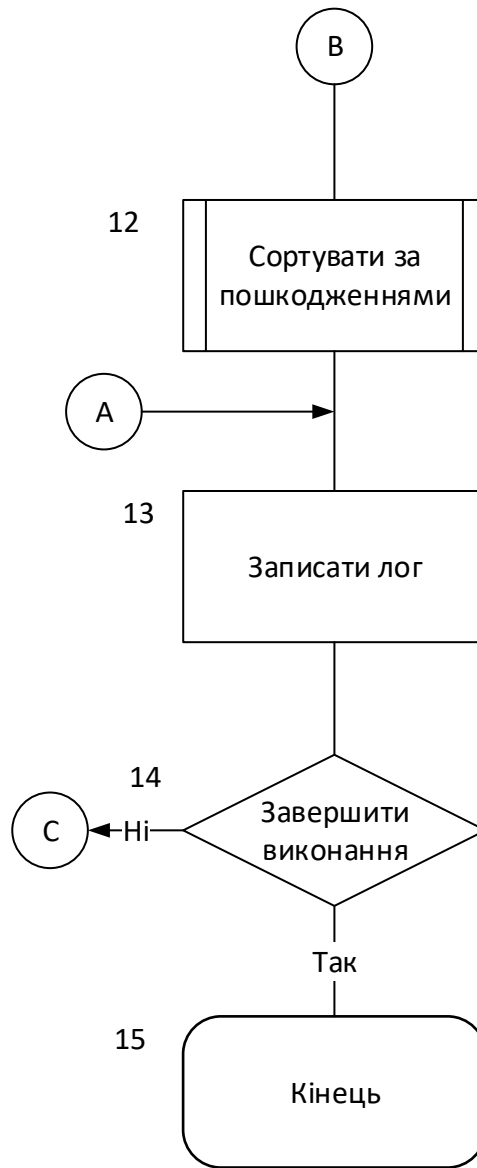 B
12
Сортувати за
пошкодженнями
A
13
Записати лог
14
Завершити
виконання
C
Ні
Так
15
Кінець